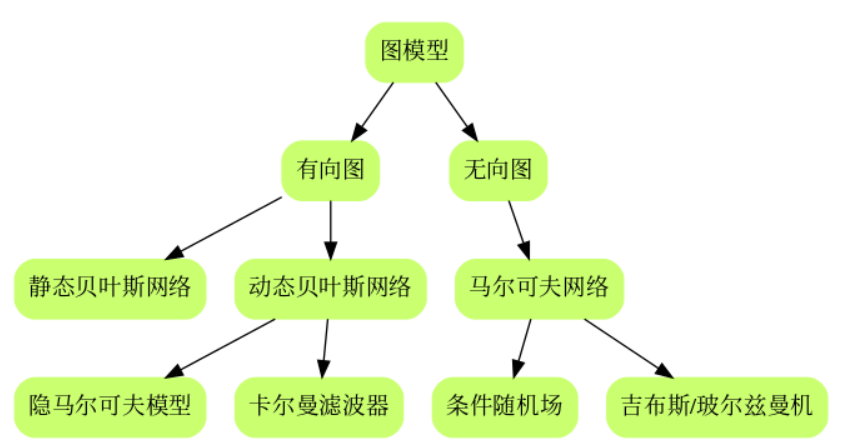 图模型
有向图
无向图
静态贝叶斯网络
动态贝叶斯网络
马尔可夫网络
隐马尔可夫模型
卡尔曼滤波器
条件随机场
吉布斯/玻尔兹曼机